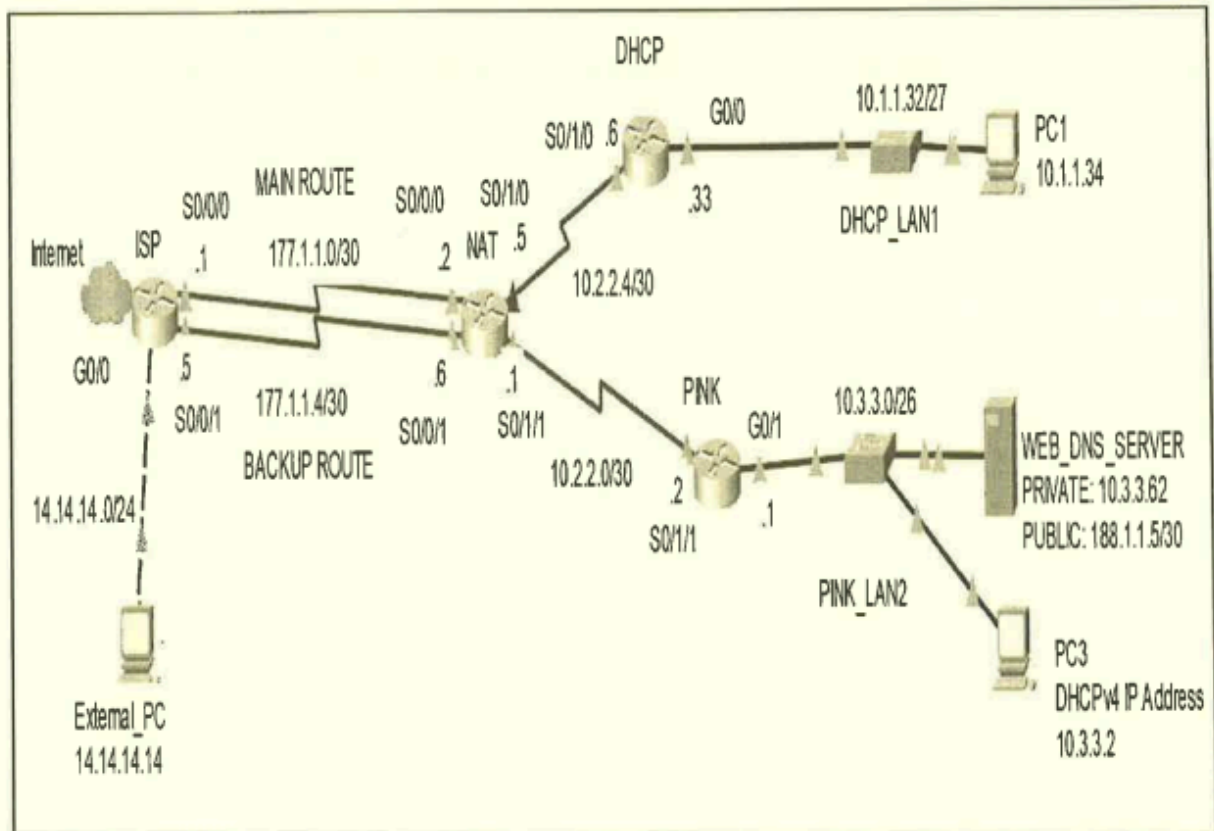 DHCP
G0/0
10.1.1.32/27
S0/1/0 .6
PC1
10.1.1.34
.33
DHCP_LAN1
MAIN ROUTE
S0/0/0
S0/0/0
S0/1/0
Internet
ISP
.1
177.1.1.0/30
.2
NAT
.5
10.2.2.4/30
G0/0
.5
S0/0/1
177.1.1.4/30
BACKUP ROUTE
.6
S0/0/1
.1
S0/1/1
10.2.2.0/30
PINK
G0/1
10.3.3.0/26
.2
S0/1/1
.1
WEB_DNS_SERVER
PRIVATE: 10.3.3.62
PUBLIC: 188.1.1.5/30
14.14.14.0/24
PINK_LAN2
PC3
DHCPv4 IP Address
10.3.3.2
External_PC
14.14.14.14